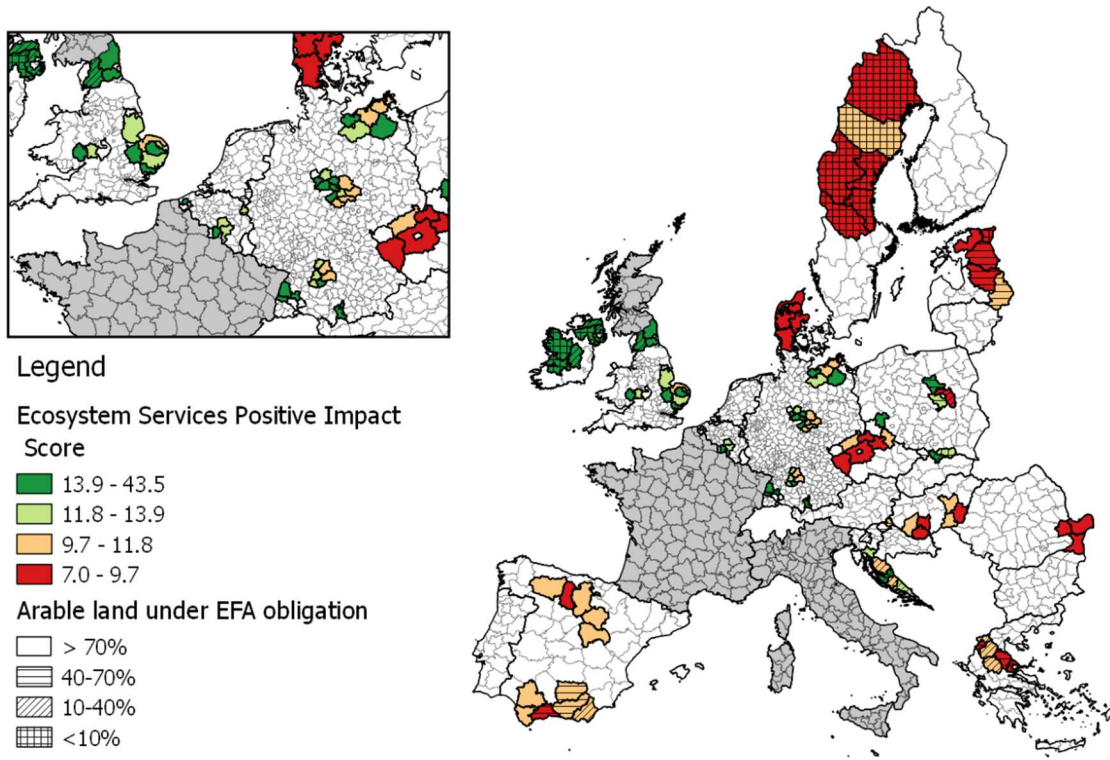 Legend
Ecosystem Services Positive Impact
Score
13.9 - 43.5
11.8 - 13.9
9.7 - 11.8
7.0 - 9.7
Arable land under EFA obligation
> 70%
40-70%
10-40%
<10%